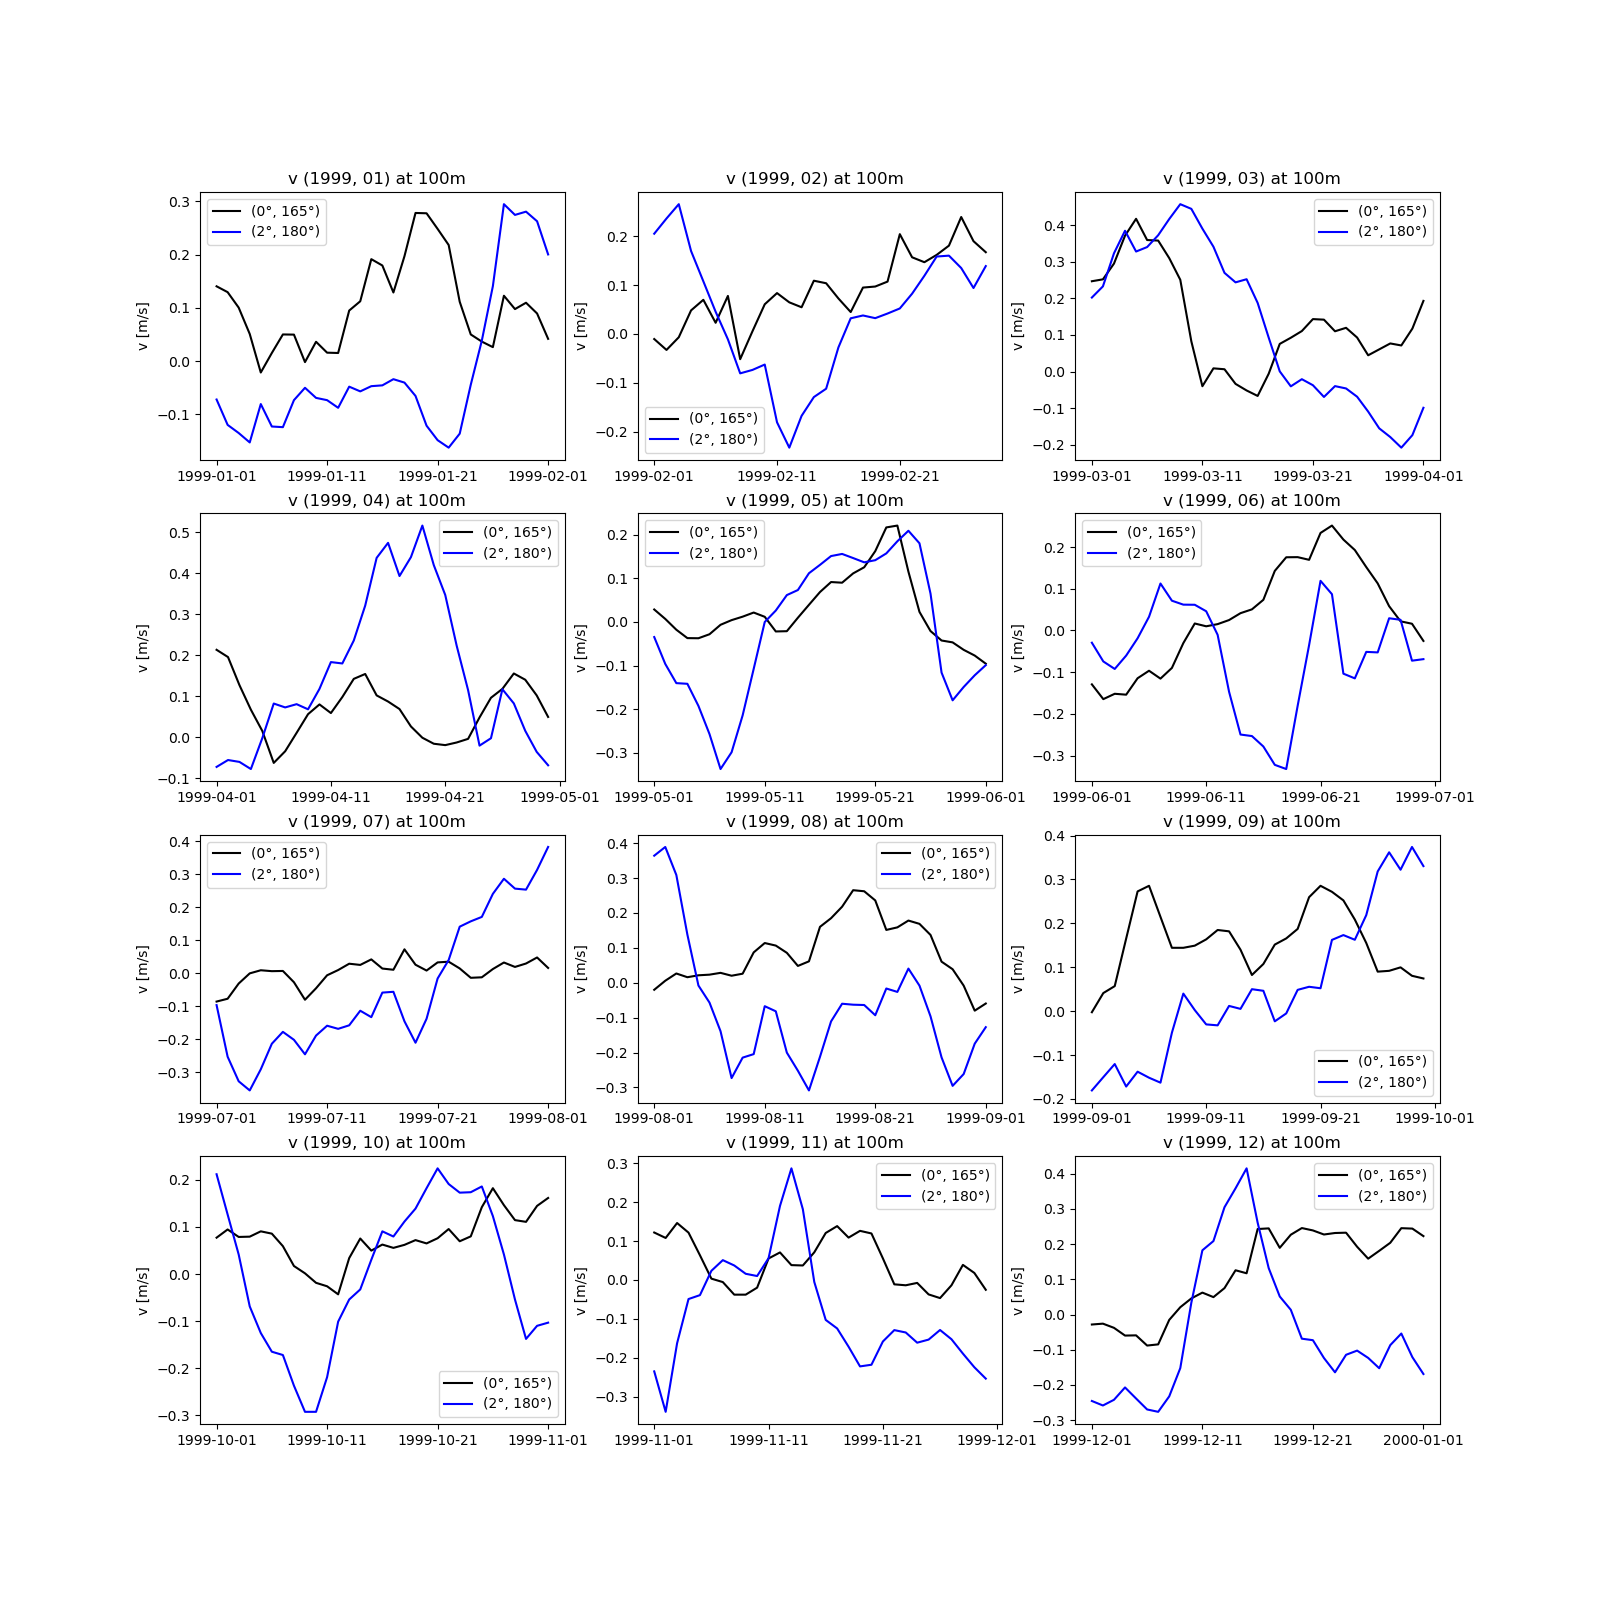 v (1999, 01) at 100m
v [m/s]
0.3
0.2
0.1
0.0
−0.1
(0°, 165°)
(2°, 180°)
1999-01-01 1999-01-11 1999-01-21 1999-02-01
v (1999, 02) at 100m
v [m/s]
0.2
0.1
0.0
−0.1
−0.2
(0°, 165°)
(2°, 180°)
1999-02-01 1999-02-11 1999-02-21
v (1999, 03) at 100m
v [m/s]
0.4
0.3
0.2
0.1
0.0
−0.1
−0.2
(0°, 165°)
(2°, 180°)
1999-03-01 1999-03-11 1999-03-21 1999-04-01
v (1999, 04) at 100m
v [m/s]
0.5
0.4
0.3
0.2
0.1
0.0
−0.1
(0°, 165°)
(2°, 180°)
1999-04-01 1999-04-11 1999-04-21 1999-05-01
v (1999, 05) at 100m
v [m/s]
0.2
0.1
0.0
−0.1
−0.2
−0.3
(0°, 165°)
(2°, 180°)
1999-05-01 1999-05-11 1999-05-21 1999-06-01
v (1999, 06) at 100m
v [m/s]
0.2
0.1
0.0
−0.1
−0.2
−0.3
(0°, 165°)
(2°, 180°)
1999-06-01 1999-06-11 1999-06-21 1999-07-01
v (1999, 07) at 100m
v [m/s]
0.4
0.3
0.2
0.1
0.0
−0.1
−0.2
−0.3
(0°, 165°)
(2°, 180°)
1999-07-01 1999-07-11 1999-07-21 1999-08-01
v (1999, 08) at 100m
v [m/s]
0.4
0.3
0.2
0.1
0.0
−0.1
−0.2
−0.3
(0°, 165°)
(2°, 180°)
1999-08-01 1999-08-11 1999-08-21 1999-09-01
v (1999, 09) at 100m
v [m/s]
0.4
0.3
0.2
0.1
0.0
−0.1
−0.2
(0°, 165°)
(2°, 180°)
1999-09-01 1999-09-11 1999-09-21 1999-10-01
v (1999, 10) at 100m
v [m/s]
0.2
0.1
0.0
−0.1
−0.2
−0.3
(0°, 165°)
(2°, 180°)
1999-10-01 1999-10-11 1999-10-21 1999-11-01
v (1999, 11) at 100m
v [m/s]
0.3
0.2
0.1
0.0
−0.1
−0.2
−0.3
(0°, 165°)
(2°, 180°)
1999-11-01 1999-11-11 1999-11-21 1999-12-01
v (1999, 12) at 100m
v [m/s]
0.4
0.3
0.2
0.1
0.0
−0.1
−0.2
−0.3
(0°, 165°)
(2°, 180°)
1999-12-01 1999-12-11 1999-12-21 2000-01-01